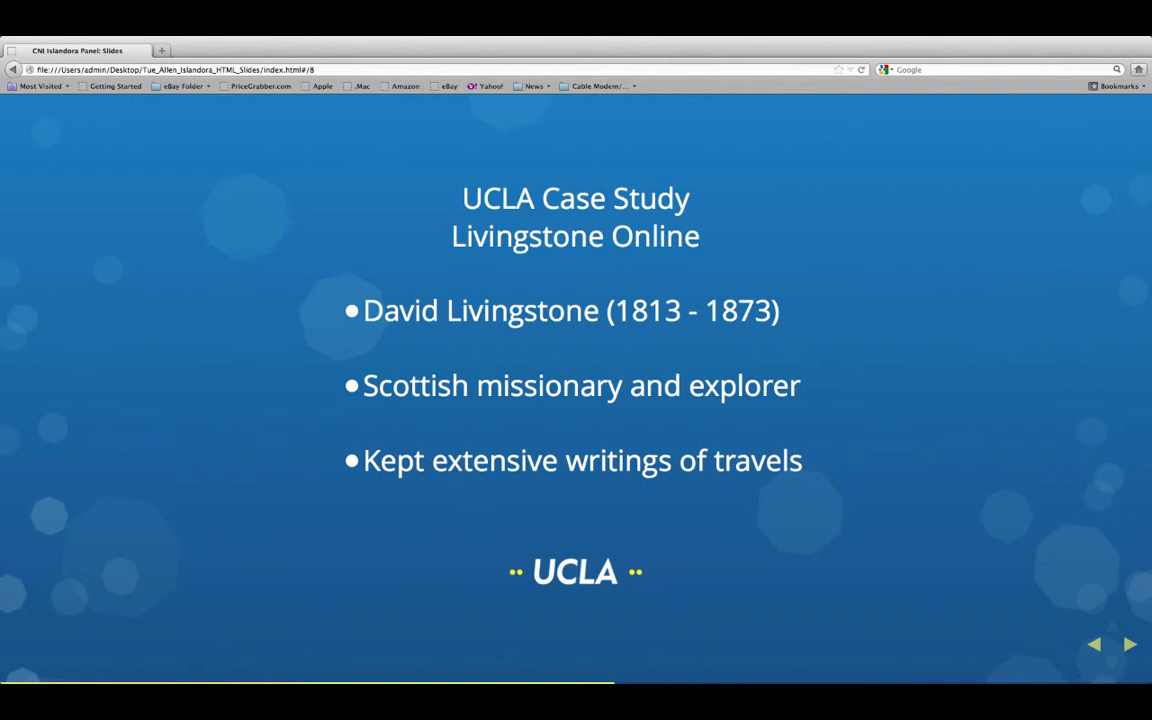 CNI Islandora Panel: Slides
file:///Users/admin/Desktop/Tue_Allen_Islandora_HTML_Slides/index.html#/8
Google
Most Visited
Getting Started
eBay Folder
PriceGrabber.com
Apple
.Mac
Amazon
eBay
Yahoo!
News
Cable Modem/...
Bookmarks
UCLA Case Study
Livingstone Online
•David Livingstone (1813 - 1873)
•Scottish missionary and explorer
•Kept extensive writings of travels
•• UCLA ••